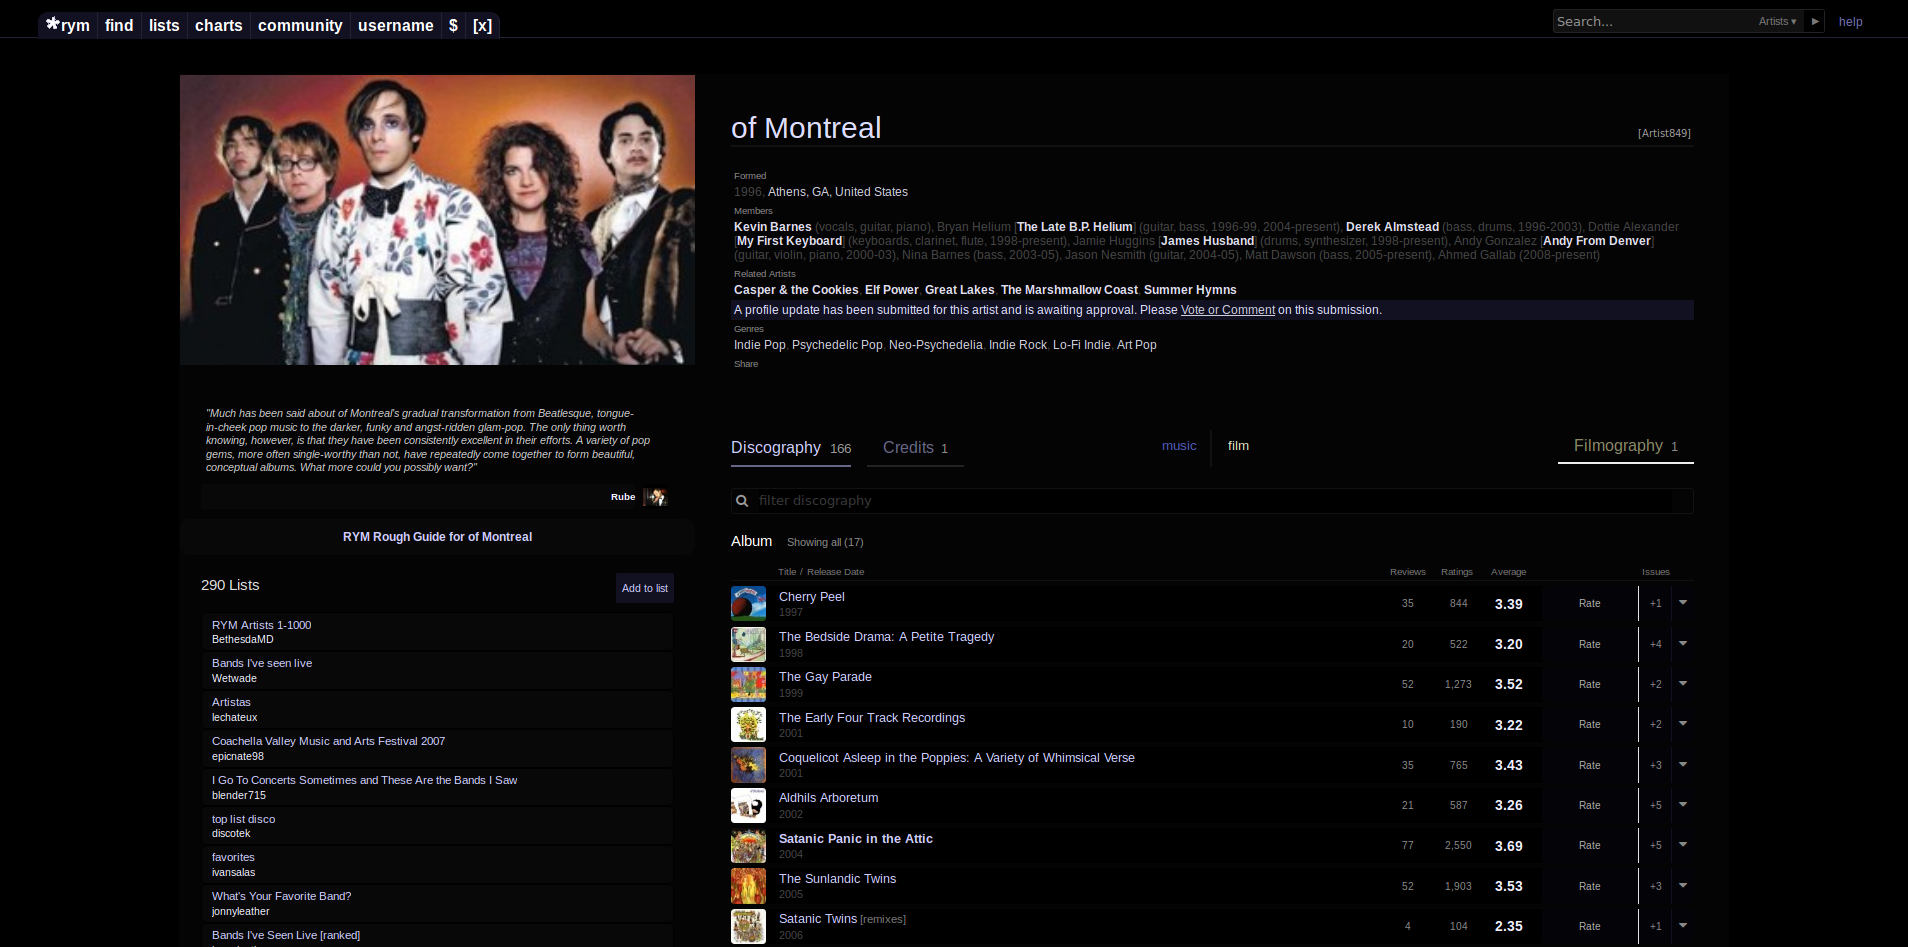 *rym find lists charts community username $ [x]
Search... Artists ▾ ▶ help
of Montreal
[Artist849]
Formed
1996, Athens, GA, United States
Members
Kevin Barnes (vocals, guitar, piano), Bryan Helium [The Late B.P. Helium] (guitar, bass, 1996-99, 2004-present), Derek Almstead (bass, drums, 1996-2003), Dottie Alexander
[My First Keyboard] (keyboards, clarinet, flute, 1998-present), Jamie Huggins [James Husband] (drums, synthesizer, 1998-present), Andy Gonzalez [Andy From Denver]
(guitar, violin, piano, 2000-03), Nina Barnes (bass, 2003-05), Jason Nesmith (guitar, 2004-05), Matt Dawson (bass, 2005-present), Ahmed Gallab (2008-present)
Related Artists
Casper & the Cookies, Elf Power, Great Lakes, The Marshmallow Coast, Summer Hymns
A profile update has been submitted for this artist and is awaiting approval. Please Vote or Comment on this submission.
Genres
Indie Pop, Psychedelic Pop, Neo-Psychedelia, Indie Rock, Lo-Fi Indie, Art Pop
Share
"Much has been said about of Montreal's gradual transformation from Beatlesque, tongue-
in-cheek pop music to the darker, funky and angst-ridden glam-pop. The only thing worth
knowing, however, is that they have been consistently excellent in their efforts. A variety of pop
gems, more often single-worthy than not, have repeatedly come together to form beautiful,
conceptual albums. What more could you possibly want?"
Rube
RYM Rough Guide for of Montreal
290 Lists Add to list
RYM Artists 1-1000
BethesdaMD
Bands I've seen live
Wetwade
Artistas
lechateux
Coachella Valley Music and Arts Festival 2007
epicnate98
I Go To Concerts Sometimes and These Are the Bands I Saw
blender715
top list disco
discotek
favorites
ivansalas
What's Your Favorite Band?
jonnyleather
Bands I've Seen Live [ranked]
Discography 166 Credits 1 music film Filmography 1
filter discography
Album Showing all (17)
Title / Release Date Reviews Ratings Average Issues
Cherry Peel
1997
35 844 3.39 Rate +1
The Bedside Drama: A Petite Tragedy
1998
20 522 3.20 Rate +4
The Gay Parade
1999
52 1,273 3.52 Rate +2
The Early Four Track Recordings
2001
10 190 3.22 Rate +2
Coquelicot Asleep in the Poppies: A Variety of Whimsical Verse
2001
35 765 3.43 Rate +3
Aldhils Arboretum
2002
21 587 3.26 Rate +5
Satanic Panic in the Attic
2004
77 2,550 3.69 Rate +5
The Sunlandic Twins
2005
52 1,903 3.53 Rate +3
Satanic Twins [remixes]
2006
4 104 2.35 Rate +1